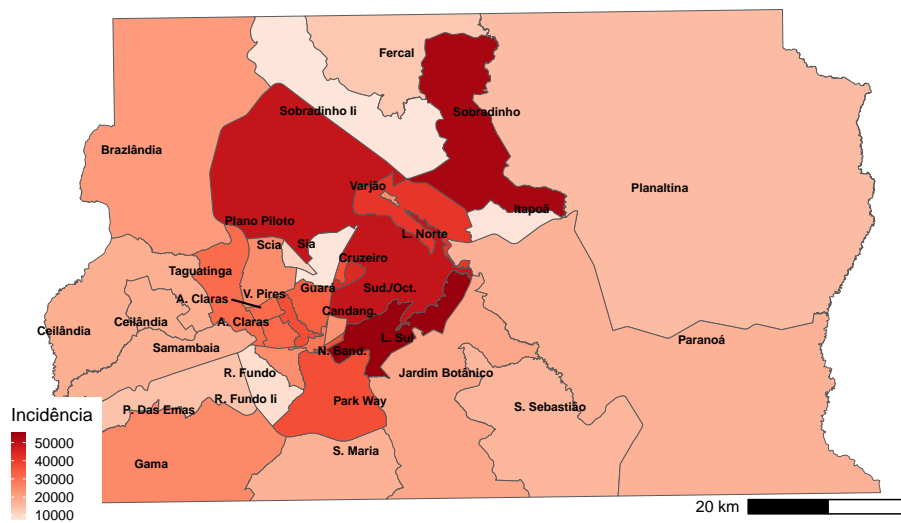 Fercal
Sobradinho Ii
Sobradinho
Brazlândia
Varjão
Planaltina
Itapoã
Plano Piloto
L. Norte
Scia
Sia
Cruzeiro
Taguatinga
Guará
Sud./Oct.
V. Pires
A. Claras
Candang.
Ceilândia
Ceilândia
A. Claras
L. Sul
Paranoá
Samambaia
N. Band.
R. Fundo
Jardim Botânico
R. Fundo Ii
Park Way
P. Das Emas
S. Sebastião
Incidência
S. Maria
Gama
50000
40000
30000
20000
10000
20 km